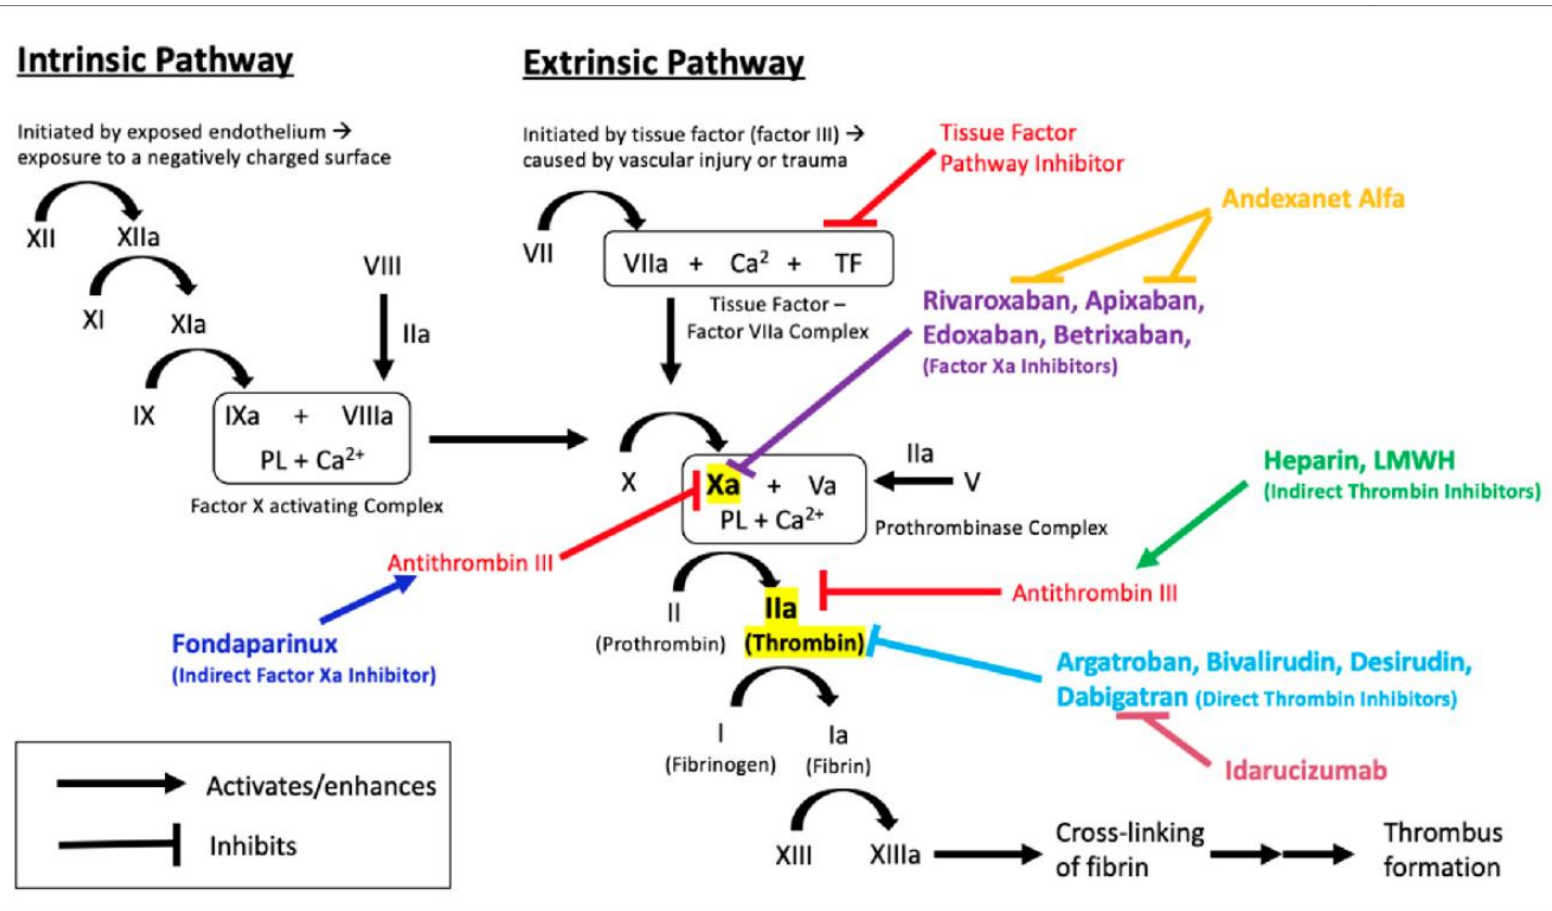 Intrinsic Pathway
Extrinsic Pathway
Initiated by exposed endothelium →
exposure to a negatively charged surface
Initiated by tissue factor (factor III) →
caused by vascular injury or trauma
Tissue Factor
Pathway Inhibitor
Andexanet Alfa
XII
XIIa
XI
XIa
VIII
IIa
IX
IXa + VIIIa
PL + Ca²⁺
Factor X activating Complex
VII
VIIa + Ca² + TF
Tissue Factor –
Factor VIIa Complex
Rivaroxaban, Apixaban,
Edoxaban, Betrixaban,
(Factor Xa Inhibitors)
X
Xa + Va
PL + Ca²⁺
IIa
V
Prothrombinase Complex
Heparin, LMWH
(Indirect Thrombin Inhibitors)
Antithrombin III
Antithrombin III
Fondaparinux
(Indirect Factor Xa Inhibitor)
II
(Prothrombin)
IIa
(Thrombin)
Argatroban, Bivalirudin, Desirudin,
Dabigatran (Direct Thrombin Inhibitors)
Idarucizumab
I
(Fibrinogen)
Ia
(Fibrin)
XIII
XIIIa
Cross-linking
of fibrin
Thrombus
formation
Activates/enhances
Inhibits